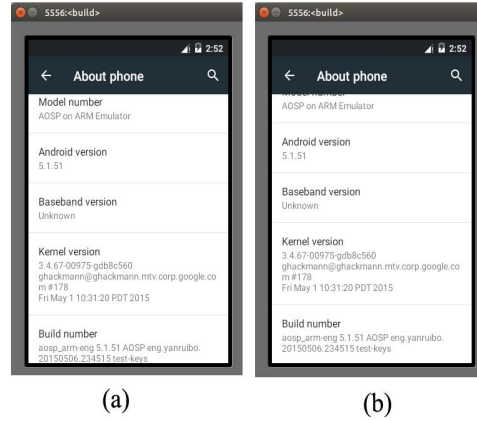 5556:<build>
2:52
About phone
Model number
AOSP on ARM Emulator
Android version
5.1.51
Baseband version
Unknown
Kernel version
3.4.67-00975-gdb8c560
ghackmann@ghackmann.mtv.corp.google.co
m #178
Fri May 1 10:31:20 PDT 2015
Build number
aosp_arm-eng 5.1.51 AOSP eng.yanruibo.
20150506.234515 test-keys
(a)
5556:<build>
2:52
About phone
Model number
AOSP on ARM Emulator
Android version
5.1.51
Baseband version
Unknown
Kernel version
3.4.67-00975-gdb8c560
ghackmann@ghackmann.mtv.corp.google.co
m #178
Fri May 1 10:31:20 PDT 2015
Build number
aosp_arm-eng 5.1.51 AOSP eng.yanruibo.
20150506.234515 test-keys
(b)